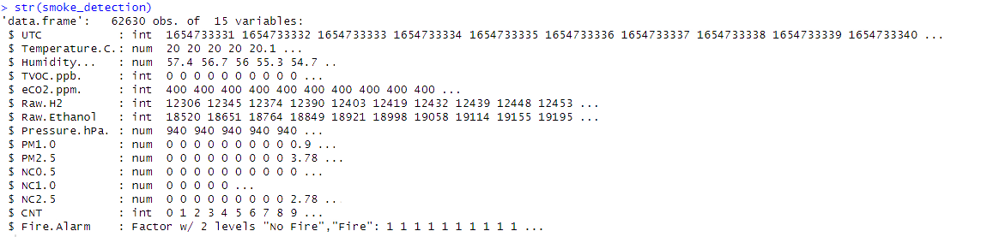 > str(smoke_detection)
'data.frame':   62630 obs. of  15 variables:
 $ UTC           : int  1654733331 1654733332 1654733333 1654733334 1654733335 1654733336 1654733337 1654733338 1654733339 1654733340 ...
 $ Temperature.C.: num  20 20 20 20 20.1 ...
 $ Humidity...   : num  57.4 56.7 56 55.3 54.7 ..
 $ TVOC.ppb.     : int  0 0 0 0 0 0 0 0 0 0 ...
 $ eCO2.ppm.     : int  400 400 400 400 400 400 400 400 400 400 ...
 $ Raw.H2        : int  12306 12345 12374 12390 12403 12419 12432 12439 12448 12453 ...
 $ Raw.Ethanol   : int  18520 18651 18764 18849 18921 18998 19058 19114 19155 19195 ...
 $ Pressure.hPa. : num  940 940 940 940 940 ...
 $ PM1.0         : num  0 0 0 0 0 0 0 0 0 0.9 ...
 $ PM2.5         : num  0 0 0 0 0 0 0 0 0 3.78 ...
 $ NC0.5         : num  0 0 0 0 0 0 0 0 0 0 ...
 $ NC1.0         : num  0 0 0 0 0 ...
 $ NC2.5         : num  0 0 0 0 0 0 0 0 0 2.78 ...
 $ CNT           : int  0 1 2 3 4 5 6 7 8 9 ...
 $ Fire.Alarm    : Factor w/ 2 levels "No Fire","Fire": 1 1 1 1 1 1 1 1 1 1 ...